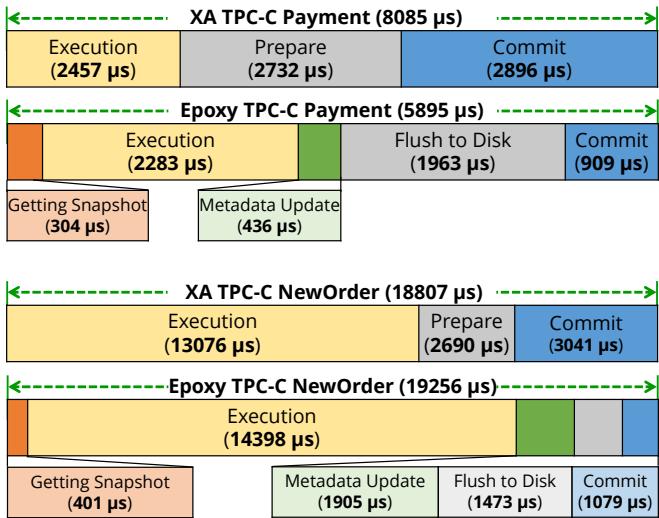 XA TPC-C Payment (8085 µs)
Execution
(2457 µs)
Prepare
(2732 µs)
Commit
(2896 µs)
Epoxy TPC-C Payment (5895 µs)
Execution
(2283 µs)
Flush to Disk
(1963 µs)
Commit
(909 µs)
Getting Snapshot
(304 µs)
Metadata Update
(436 µs)
XA TPC-C NewOrder (18807 µs)
Execution
(13076 µs)
Prepare
(2690 µs)
Commit
(3041 µs)
Epoxy TPC-C NewOrder (19256 µs)
Execution
(14398 µs)
Getting Snapshot
(401 µs)
Metadata Update
(1905 µs)
Flush to Disk
(1473 µs)
Commit
(1079 µs)